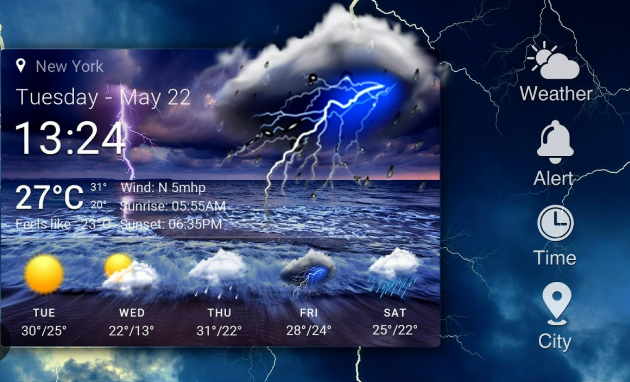 New York
Tuesday - May 22
13:24
27°C 31° 20°
Wind: N 5mhp
Sunrise: 05:55AM
Feels like -23°C Sunset: 06:35PM
TUE WED THU FRI SAT
30°/25° 22°/13° 31°/22° 28°/24° 25°/22°
Weather
Alert
Time
City